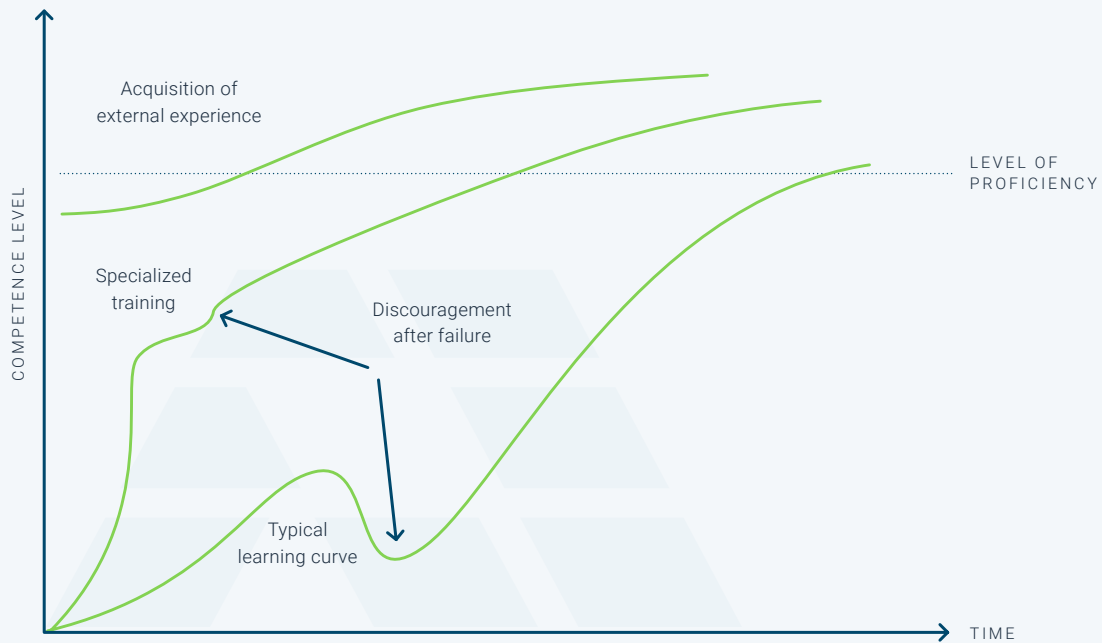 Acquisition of
external experience
LEVEL OF
PROFICIENCY
COMPETENCE LEVEL
Specialized
training
Discouragement
after failure
Typical
learning curve
TIME